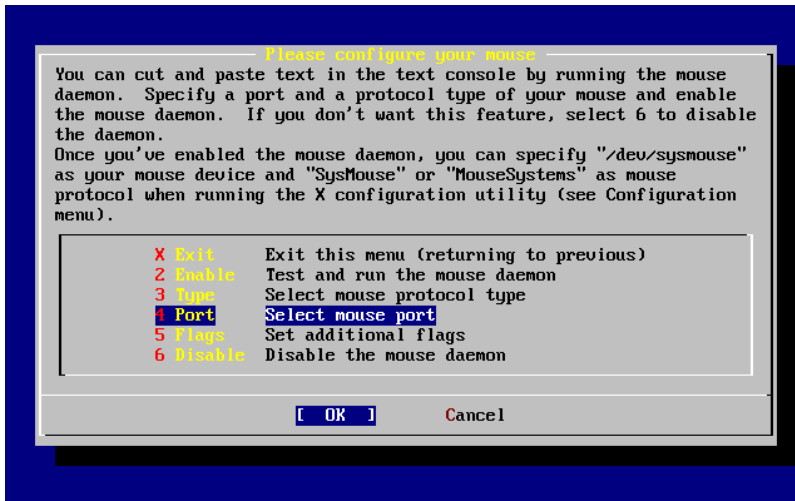 Please configure your mouse
You can cut and paste text in the text console by running the mouse
daemon.  Specify a port and a protocol type of your mouse and enable
the mouse daemon.  If you don't want this feature, select 6 to disable
the daemon.
Once you've enabled the mouse daemon, you can specify "/dev/sysmouse"
as your mouse device and "SysMouse" or "MouseSystems" as mouse
protocol when running the X configuration utility (see Configuration
menu).
X Exit Exit this menu (returning to previous)
2 Enable Test and run the mouse daemon
3 Type Select mouse protocol type
4 Port Select mouse port
5 Flags Set additional flags
6 Disable Disable the mouse daemon
[ OK ] Cancel